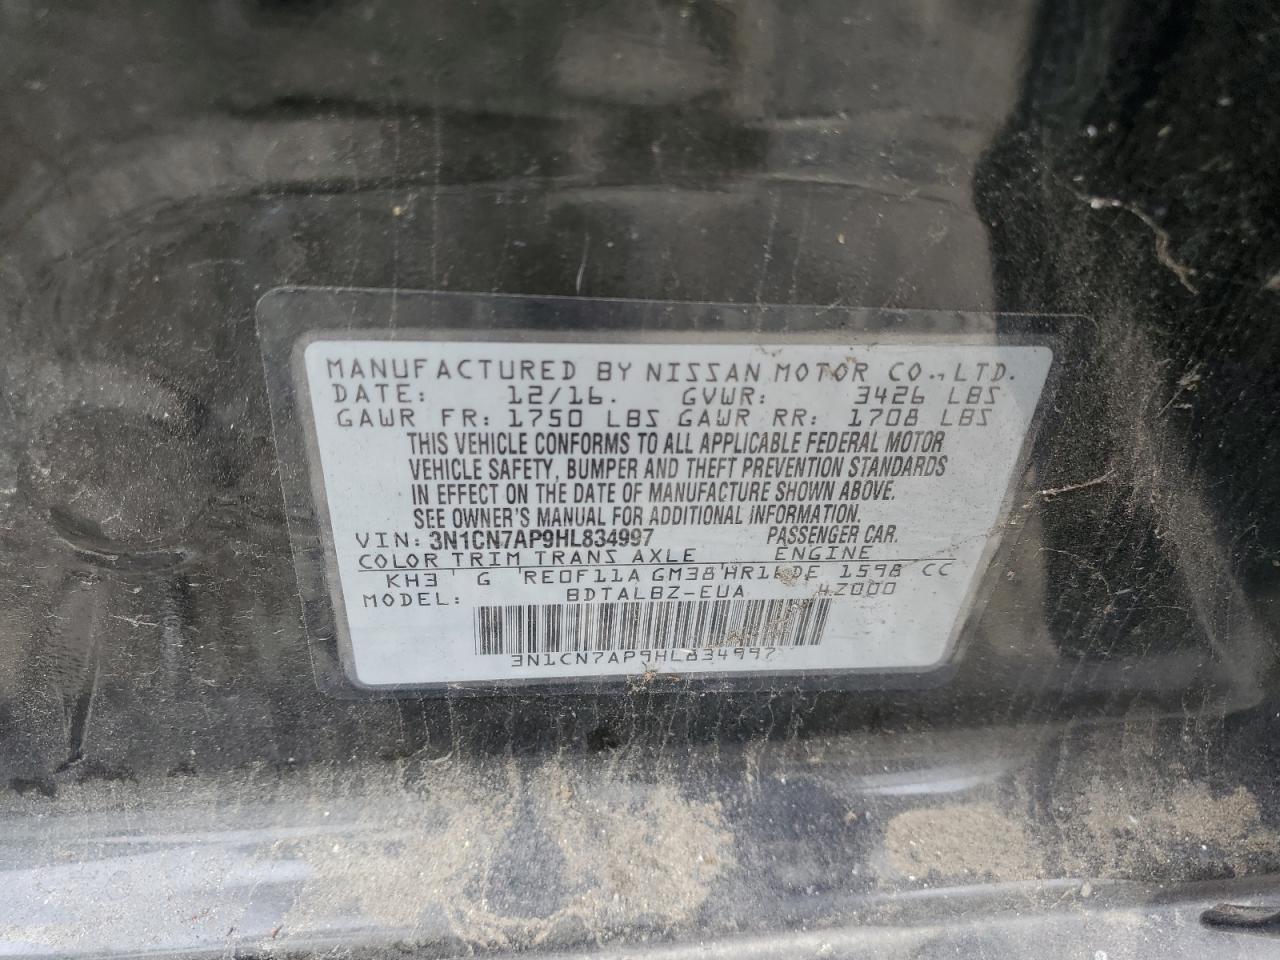 MANUFACTURED BY NISSAN MOTOR CO., LTD.
DATE: 12/16. GVWR: 3426 LBS
GAWR FR: 1750 LBS GAWR RR: 1708 LBS
THIS VEHICLE CONFORMS TO ALL APPLICABLE FEDERAL MOTOR
VEHICLE SAFETY, BUMPER AND THEFT PREVENTION STANDARDS
IN EFFECT ON THE DATE OF MANUFACTURE SHOWN ABOVE.
SEE OWNER'S MANUAL FOR ADDITIONAL INFORMATION.
VIN: 3N1CN7AP9HL834997 PASSENGER CAR.
COLOR TRIM TRANS AXLE ENGINE
KH3 G RE0F11A GM38 HR16DE 1598 CC
MODEL: BDTALBZ-EUA 4Z000
3N1CN7AP9HL834997